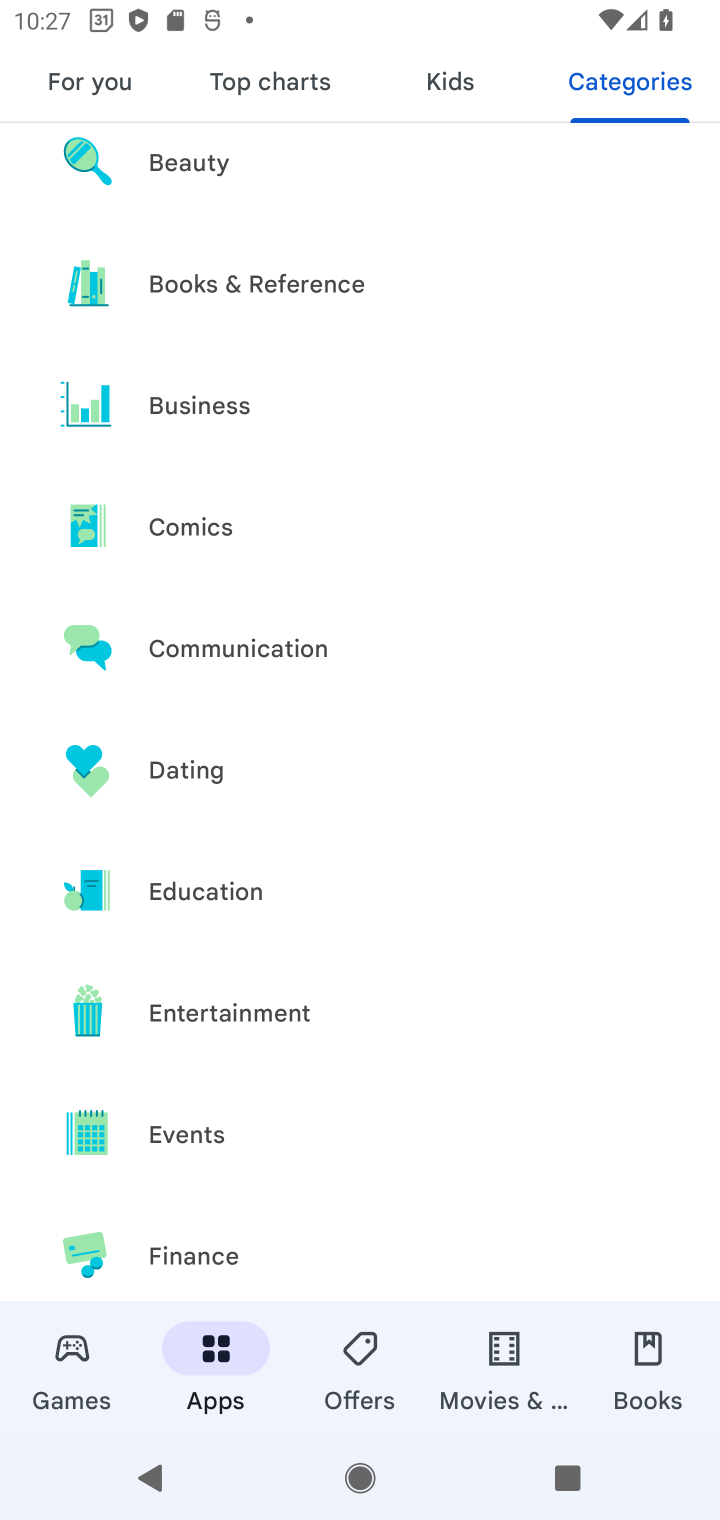 10:27 31
For you Top charts Kids Categories
Beauty
Books & Reference
Business
Comics
Communication
Dating
Education
Entertainment
Events
Finance
Games Apps Offers Movies & ... Books